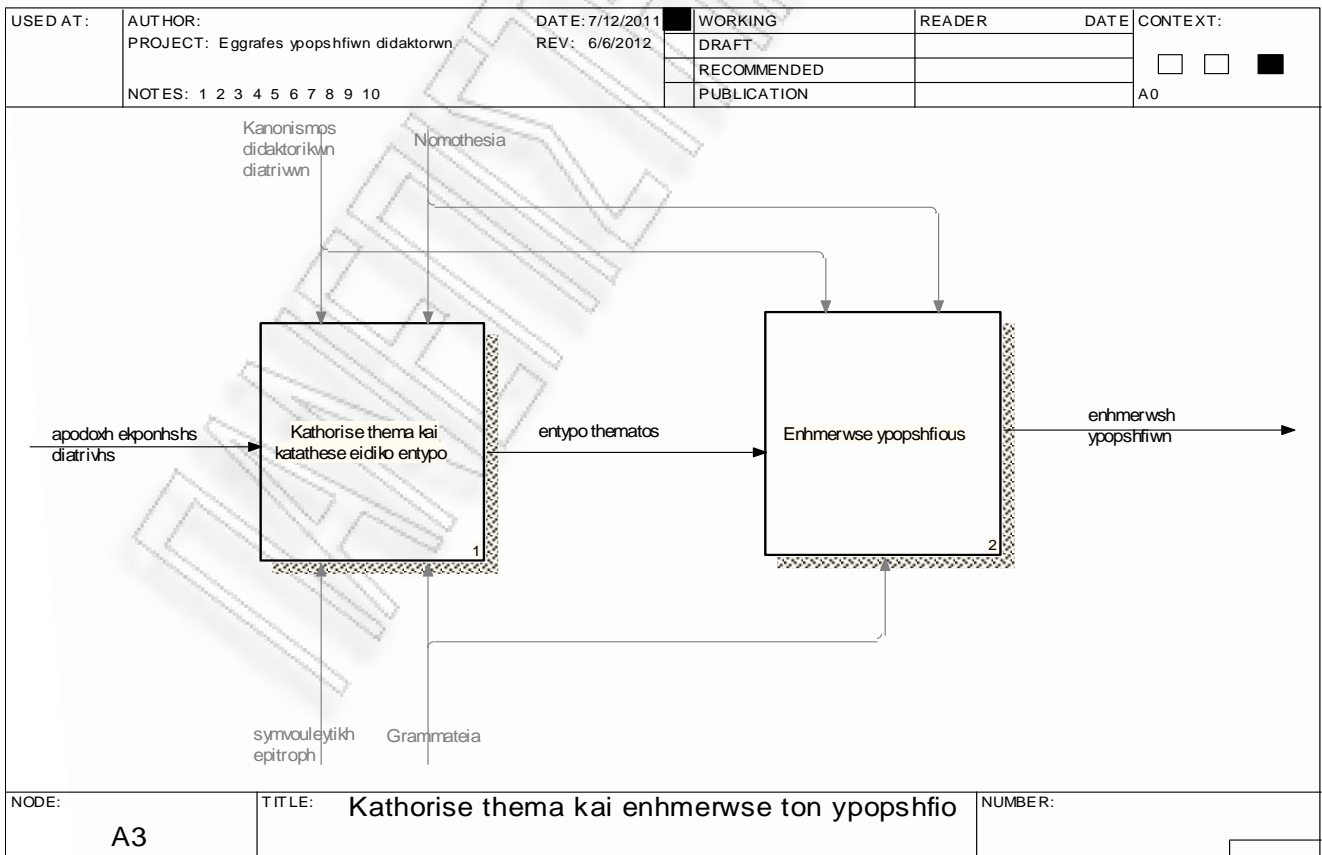 USED AT:
AUTHOR:
DATE: 7/12/2011
PROJECT: Eggrafes ypopshfiwn didaktorwn
REV: 6/6/2012
NOTES: 1 2 3 4 5 6 7 8 9 10
WORKING
DRAFT
RECOMMENDED
PUBLICATION
READER
DATE
CONTEXT:
A0
Kanonismos
didaktorikwn
diatriwn
Nomothesia
apodoxh ekponhshs
diatrivhs
Kathorise thema kai
katathese eidiko entypo
1
entypo thematos
Enhmerwse ypopshfious
2
enhmerwsh
ypopshfiwn
symvouleytikh
epitroph
Grammateia
NODE:
A3
TITLE:
Kathorise thema kai enhmerwse ton ypopshfio
NUMBER: